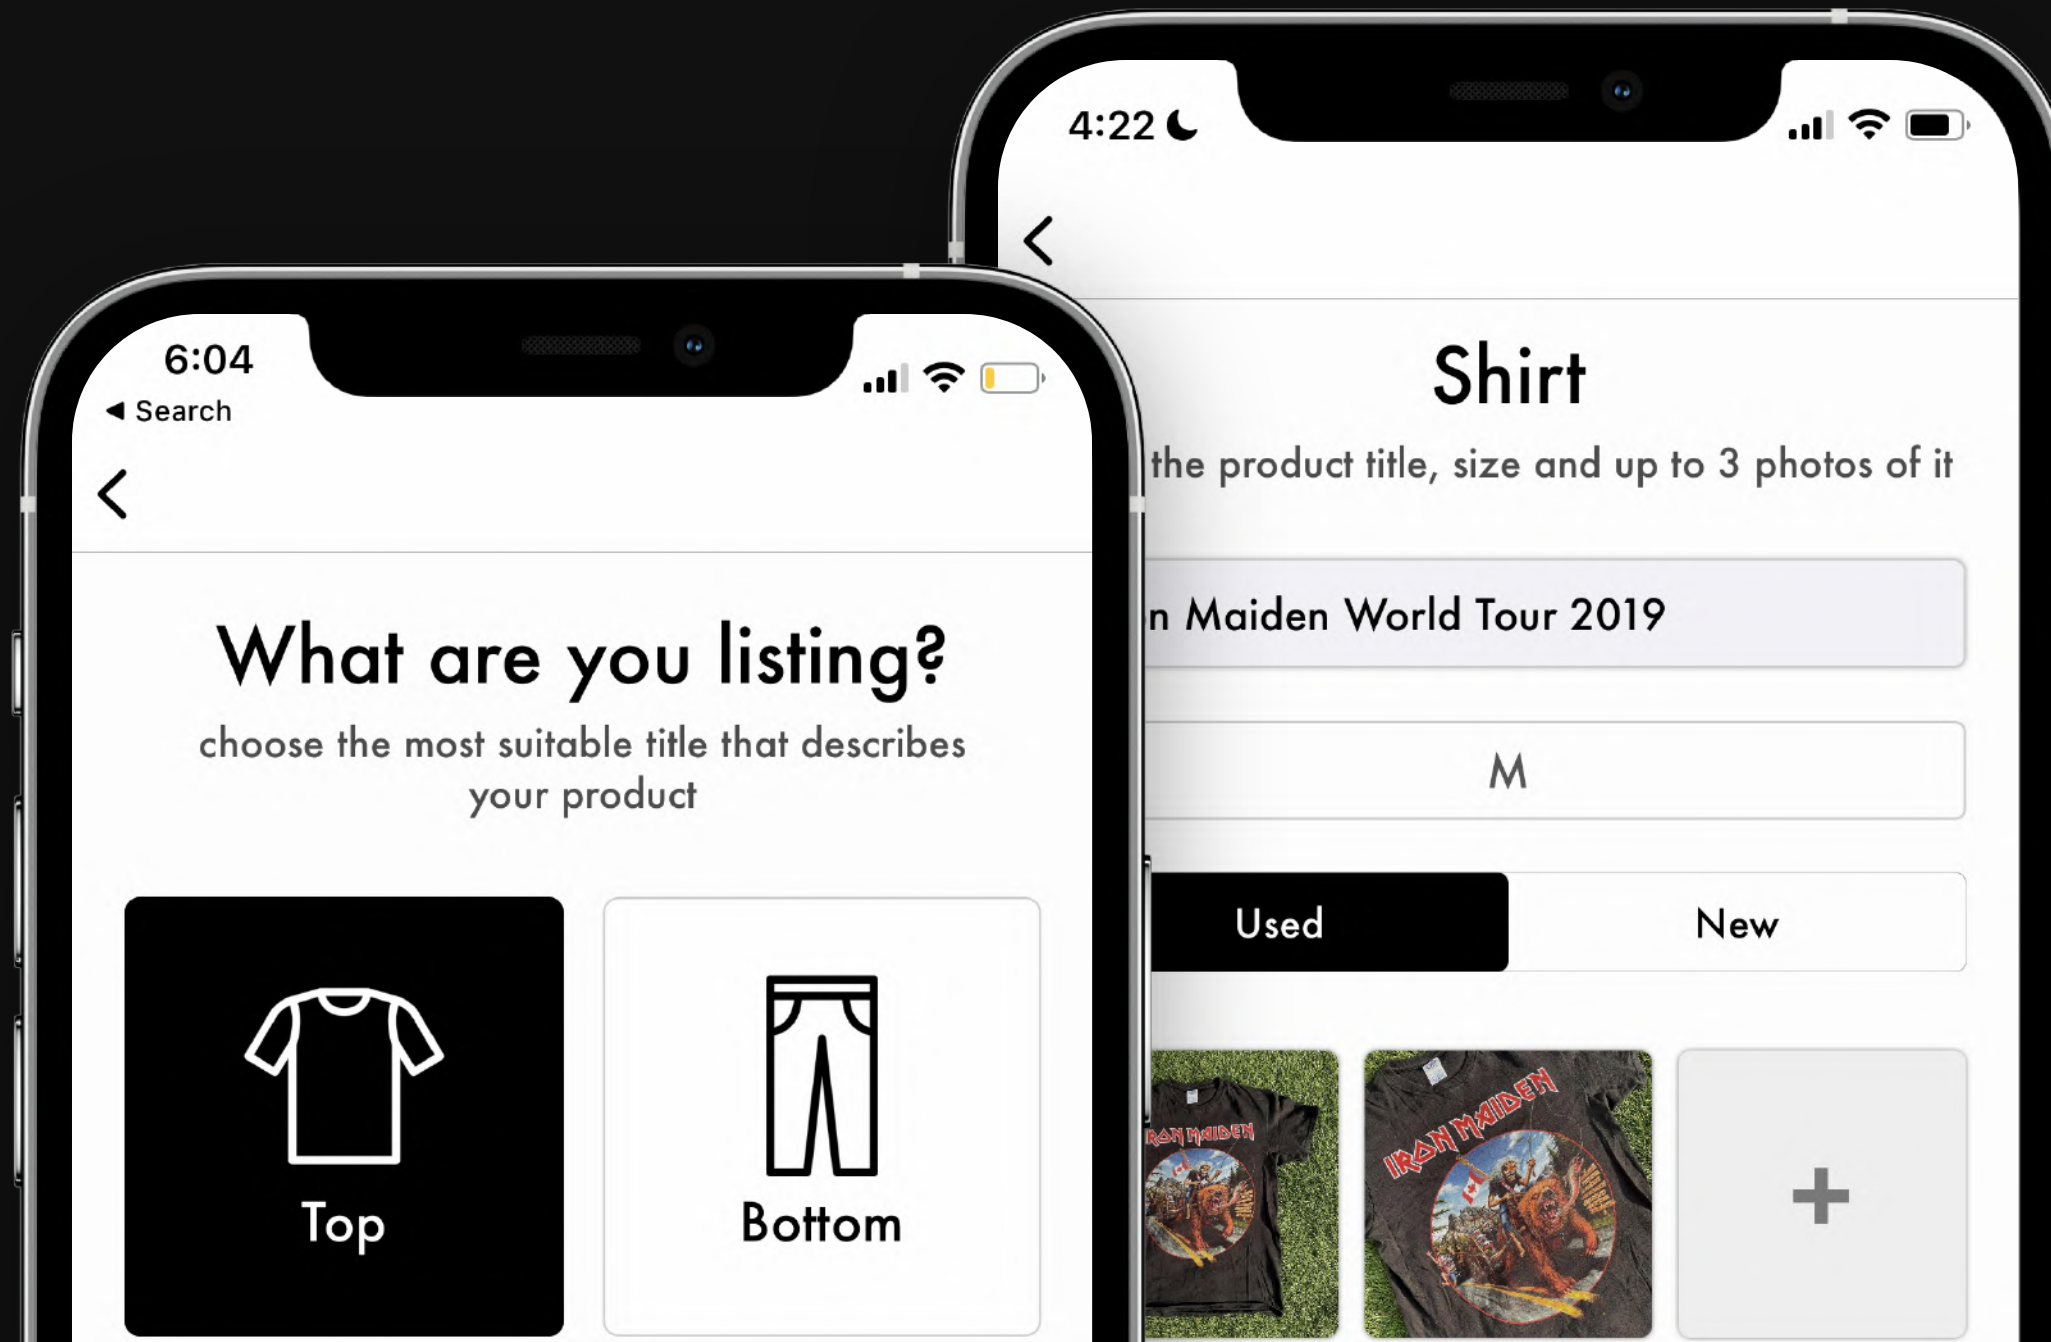 6:04
Search
What are you listing?
choose the most suitable title that describes
your product
Top
Bottom
4:22
Shirt
the product title, size and up to 3 photos of it
Maiden World Tour 2019
M
Used
New
IRON MAIDEN